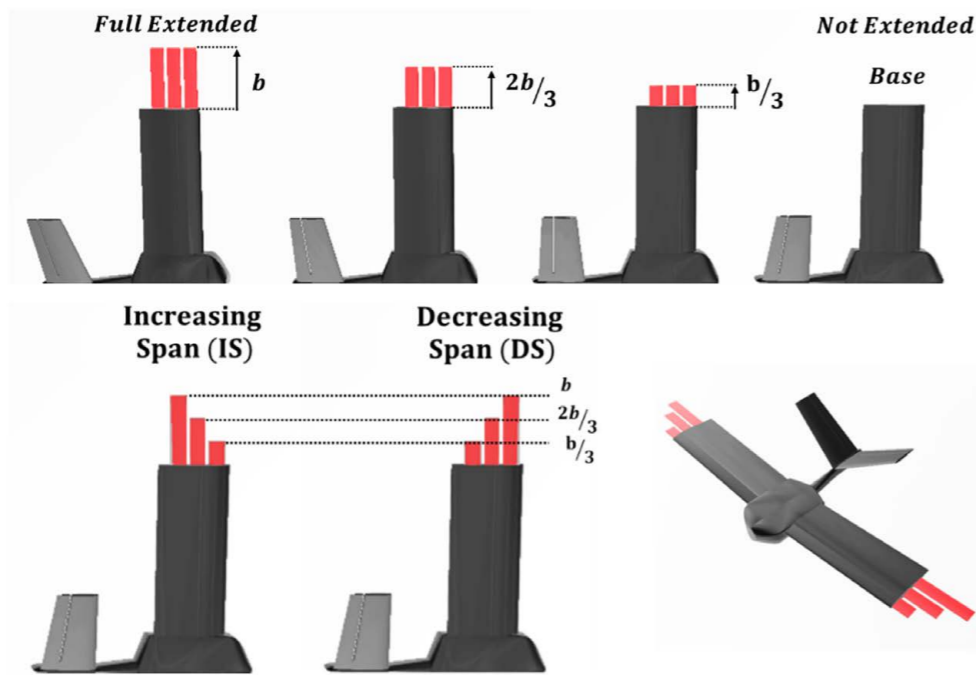 Full Extended
b
2b/3
b/3
Not Extended
Base
Increasing
Span (IS)
Decreasing
Span (DS)
b
2b/3
b/3